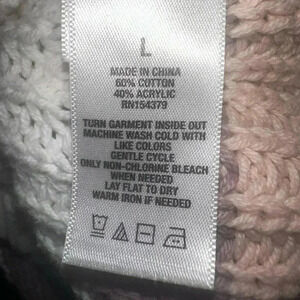 L
MADE IN CHINA
60% COTTON
40% ACRYLIC
RN154379
TURN GARMENT INSIDE OUT
MACHINE WASH COLD WITH
LIKE COLORS
GENTLE CYCLE
ONLY NON-CHLORINE BLEACH
WHEN NEEDED
LAY FLAT TO DRY
WARM IRON IF NEEDED